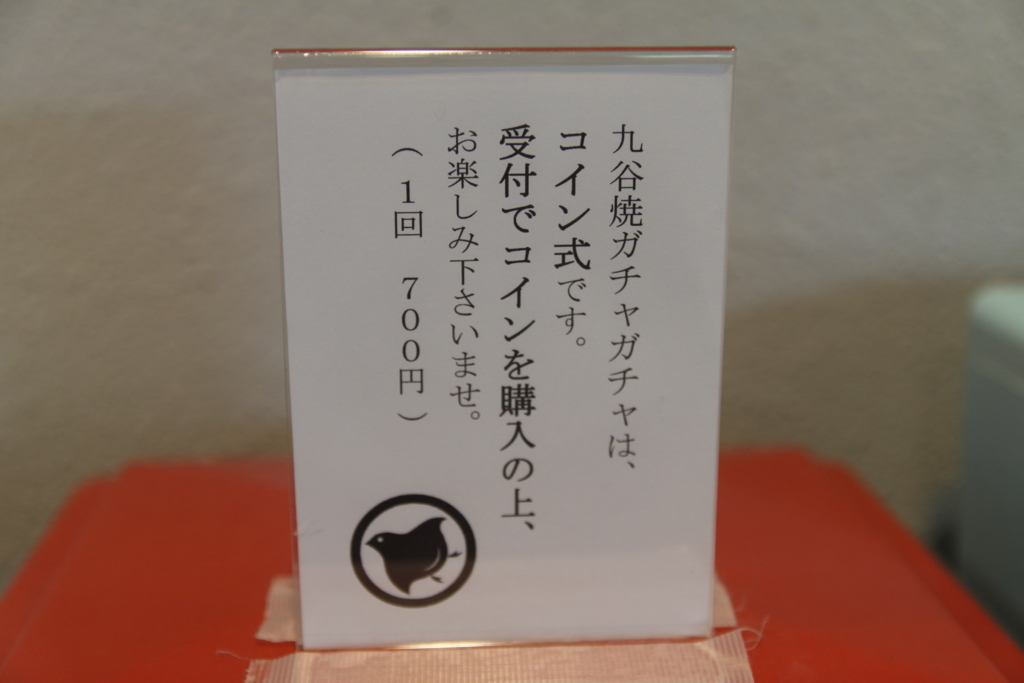 九谷焼ガチャガチャは、
コイン式です。
受付でコインを購入の上、
お楽しみ下さいませ。
（１回　７００円）